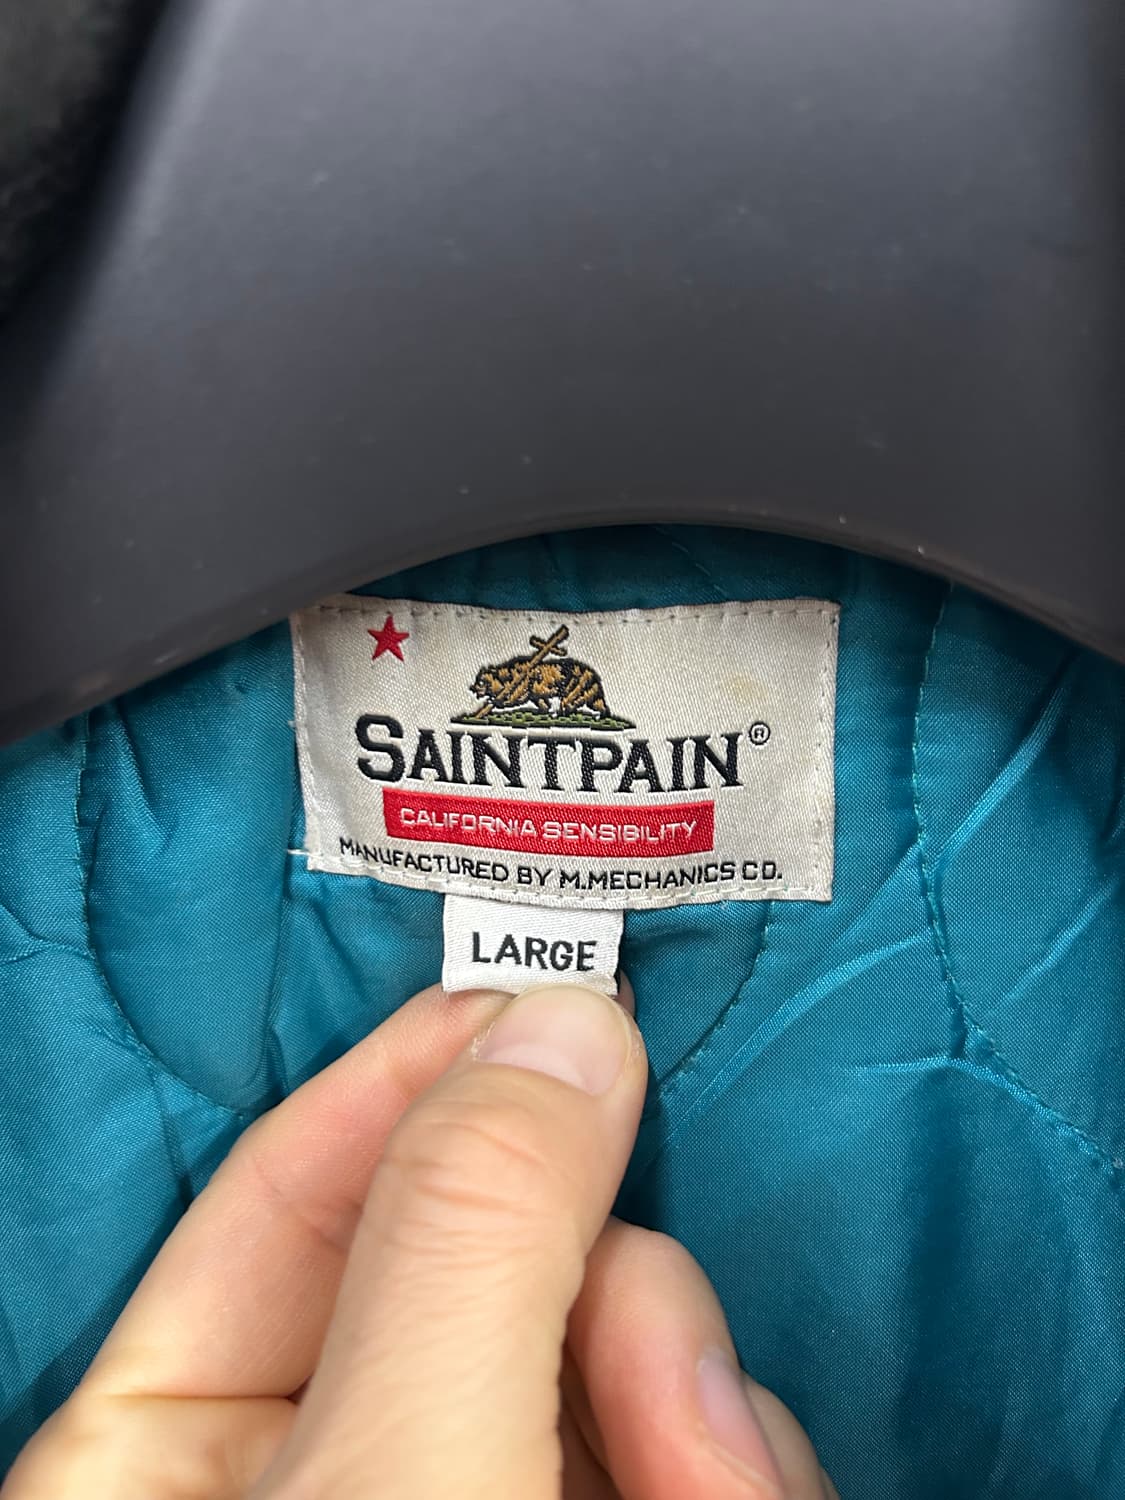 SAINTPAIN®
CALIFORNIA SENSIBILITY
MANUFACTURED BY M.MECHANICS CO.
LARGE